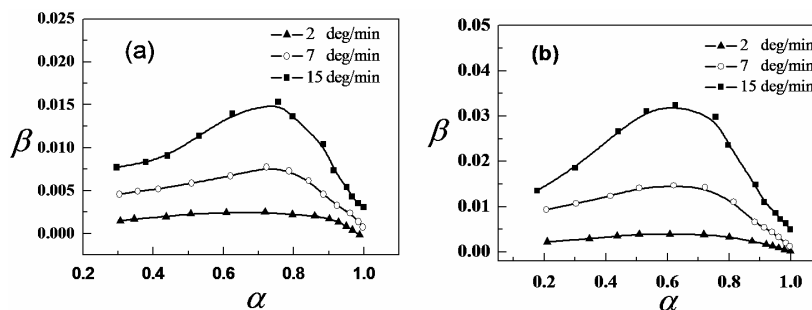 (a)
2 deg/min
7 deg/min
15 deg/min
0.025
0.020
0.015
0.010
0.005
0.000
β
0.2 0.4 0.6 0.8 1.0
α
(b)
2 deg/min
7 deg/min
15 deg/min
0.05
0.04
0.03
0.02
0.01
0.00
β
0.2 0.4 0.6 0.8 1.0
α